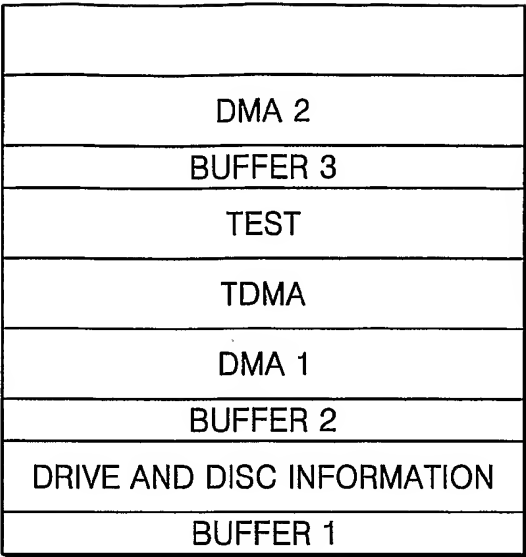 DMA 2
BUFFER 3
TEST
TDMA
DMA 1
BUFFER 2
DRIVE AND DISC INFORMATION
BUFFER 1